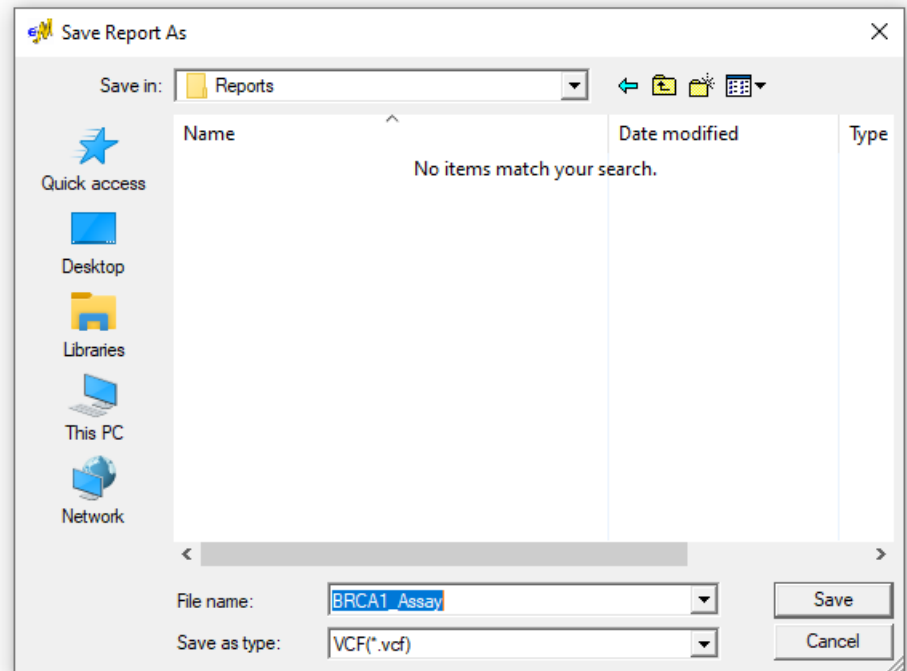 Save Report As
Save in: Reports
Name Date modified Type
No items match your search.
Quick access
Desktop
Libraries
This PC
Network
File name: BRCA1_Assay Save
Save as type: VCF(*.vcf) Cancel